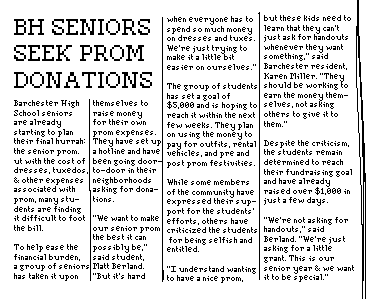 BH SENIORS
SEEK PROM
DONATIONS
Barchester High
School seniors
are already
starting to plan
their final hurrah:
the senior prom.
ut with the cost of
dresses, tuxedos,
& other expenses
associated with
prom, many stu-
dents are finding
it difficult to foot
the bill.
To help ease the
financial burden,
a group of seniors
has taken it upon
themselves to
raise money
for their own
prom expenses.
They have set up
a hotline and have
been going door-
to-door in their
neighborhoods
asking for dona-
tions.
"We want to make
our senior prom
the best it can
possibly be,"
said student,
Matt Berland.
"But it's hard
when everyone has to
spend so much money
on dresses and tuxes.
We're just trying to
make it a little bit
easier on ourselves."
The group of students
has set a goal of
$5,000 and is hoping to
reach it within the next
few weeks. They plan
on using the money to
pay for outfits, rental
vehicles, and pre and
post prom festivities.
While some members
of the community have
expressed their sup-
port for the students'
efforts, others have
criticized the students
for being selfish and
entitled.
"I understand wanting
to have a nice prom,
but these kids need to
learn that they can't
just ask for handouts
whenever they want
something," said
Barchester resident,
Karen Miller. "They
should be working to
earn the money them-
selves, not asking
others to give it to
them."
Despite the criticism,
the students remain
determined to reach
their fundraising goal
and have already
raised over $1,000 in
just a few days.
"We're not asking for
handouts," said
Berland. "We're just
asking for a little
grant. This is our
senior year & we want
it to be special."